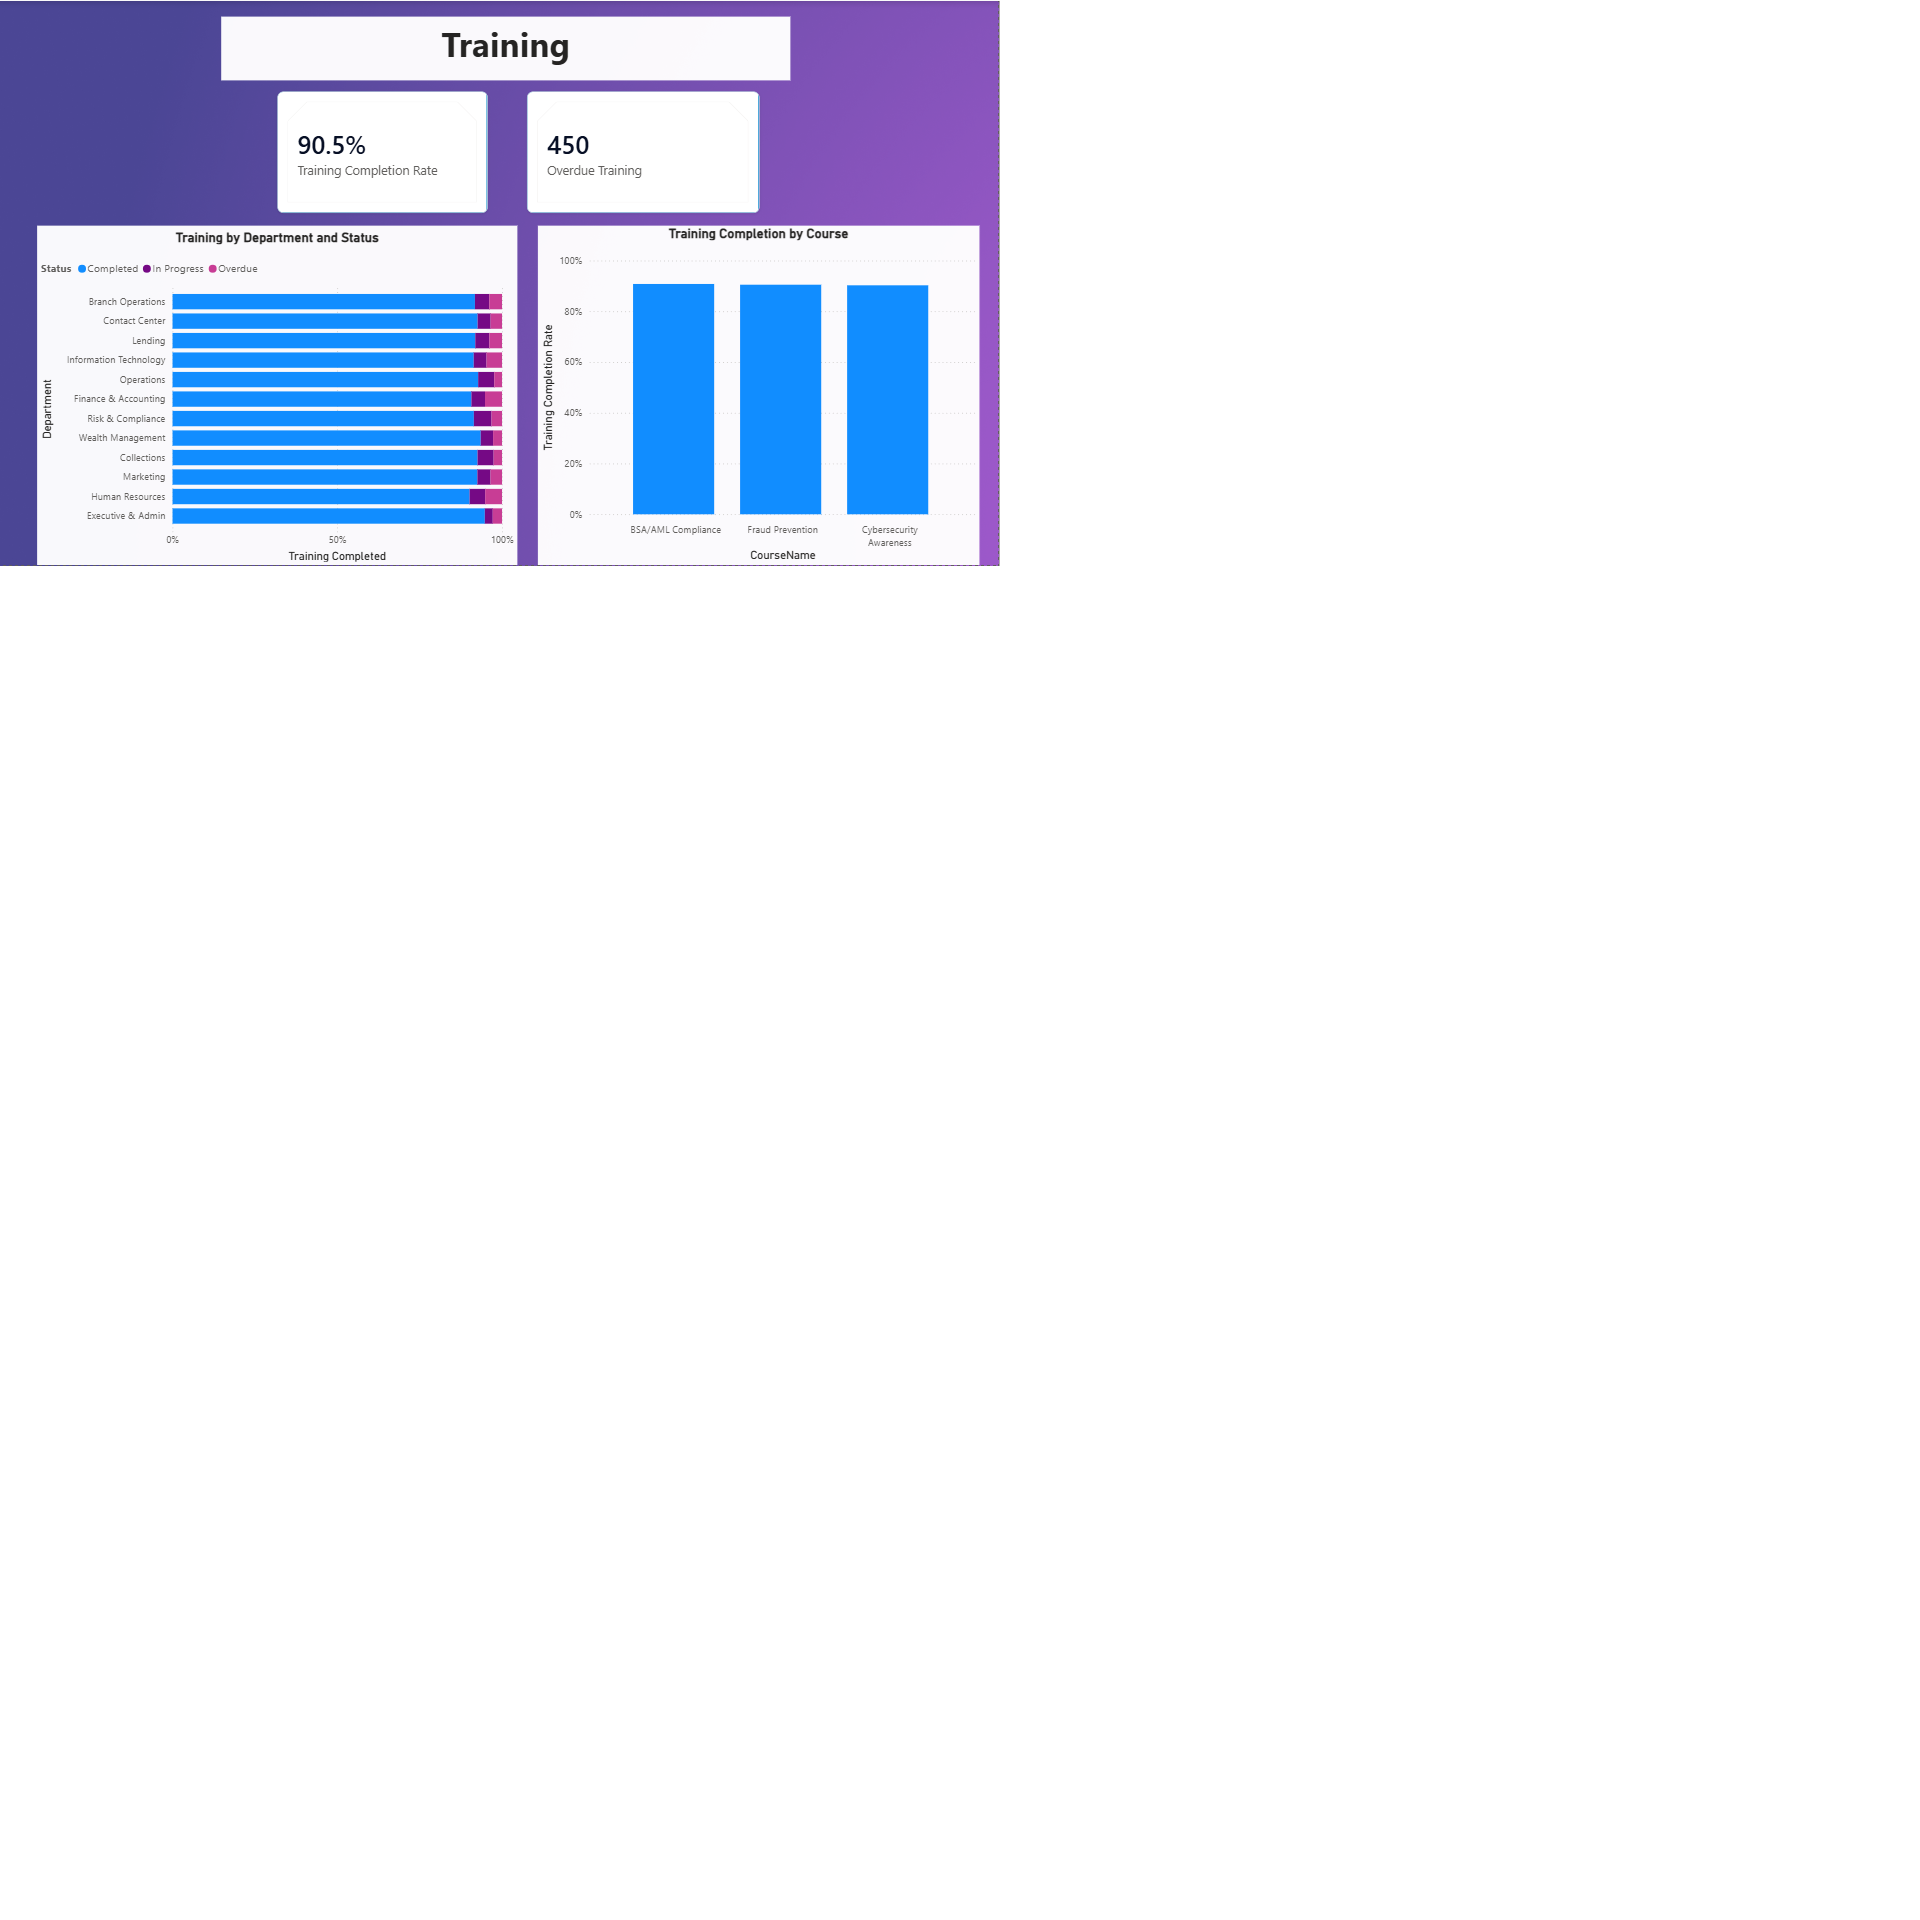 Training
90.5%
Training Completion Rate
450
Overdue Training
Training by Department and Status
Status Completed In Progress Overdue
Department
Branch Operations
Contact Center
Lending
Information Technology
Operations
Finance & Accounting
Risk & Compliance
Wealth Management
Collections
Marketing
Human Resources
Executive & Admin
0% 50% 100%
Training Completed
Training Completion by Course
Training Completion Rate
100%
80%
60%
40%
20%
0%
BSA/AML Compliance Fraud Prevention Cybersecurity
Awareness
CourseName